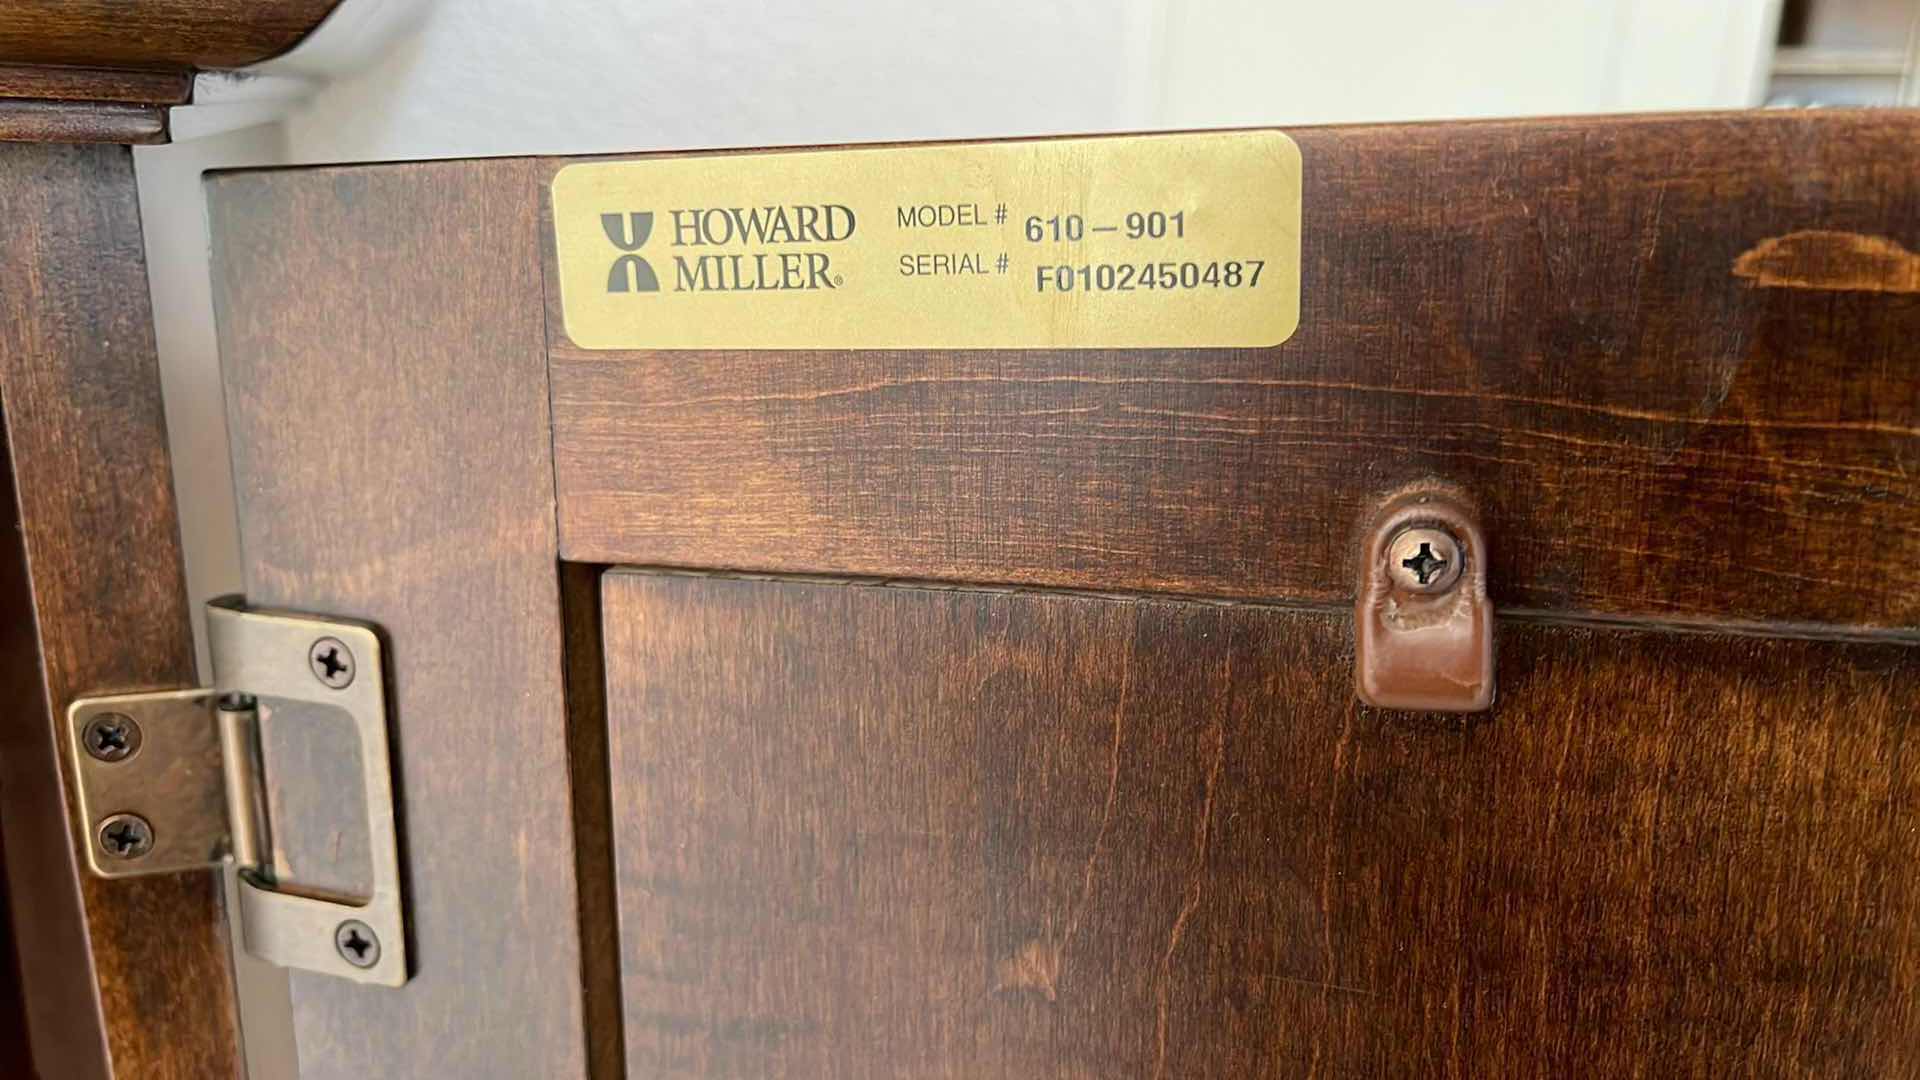 HOWARD MILLER®
MODEL # 610-901
SERIAL # F0102450487